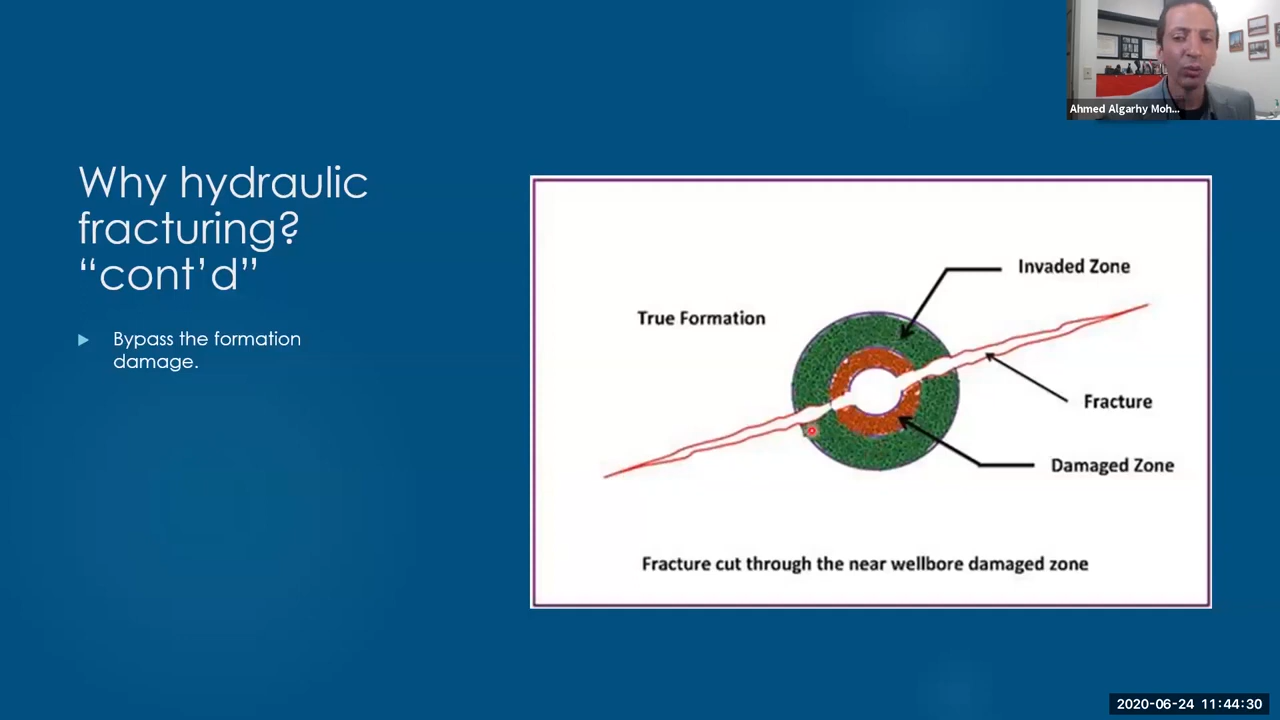 Ahmed Algarhy Moh...
Why hydraulic
fracturing?
“cont’d”
Bypass the formation
damage.
Invaded Zone
True Formation
Fracture
Damaged Zone
Fracture cut through the near wellbore damaged zone
2020-06-24 11:44:30